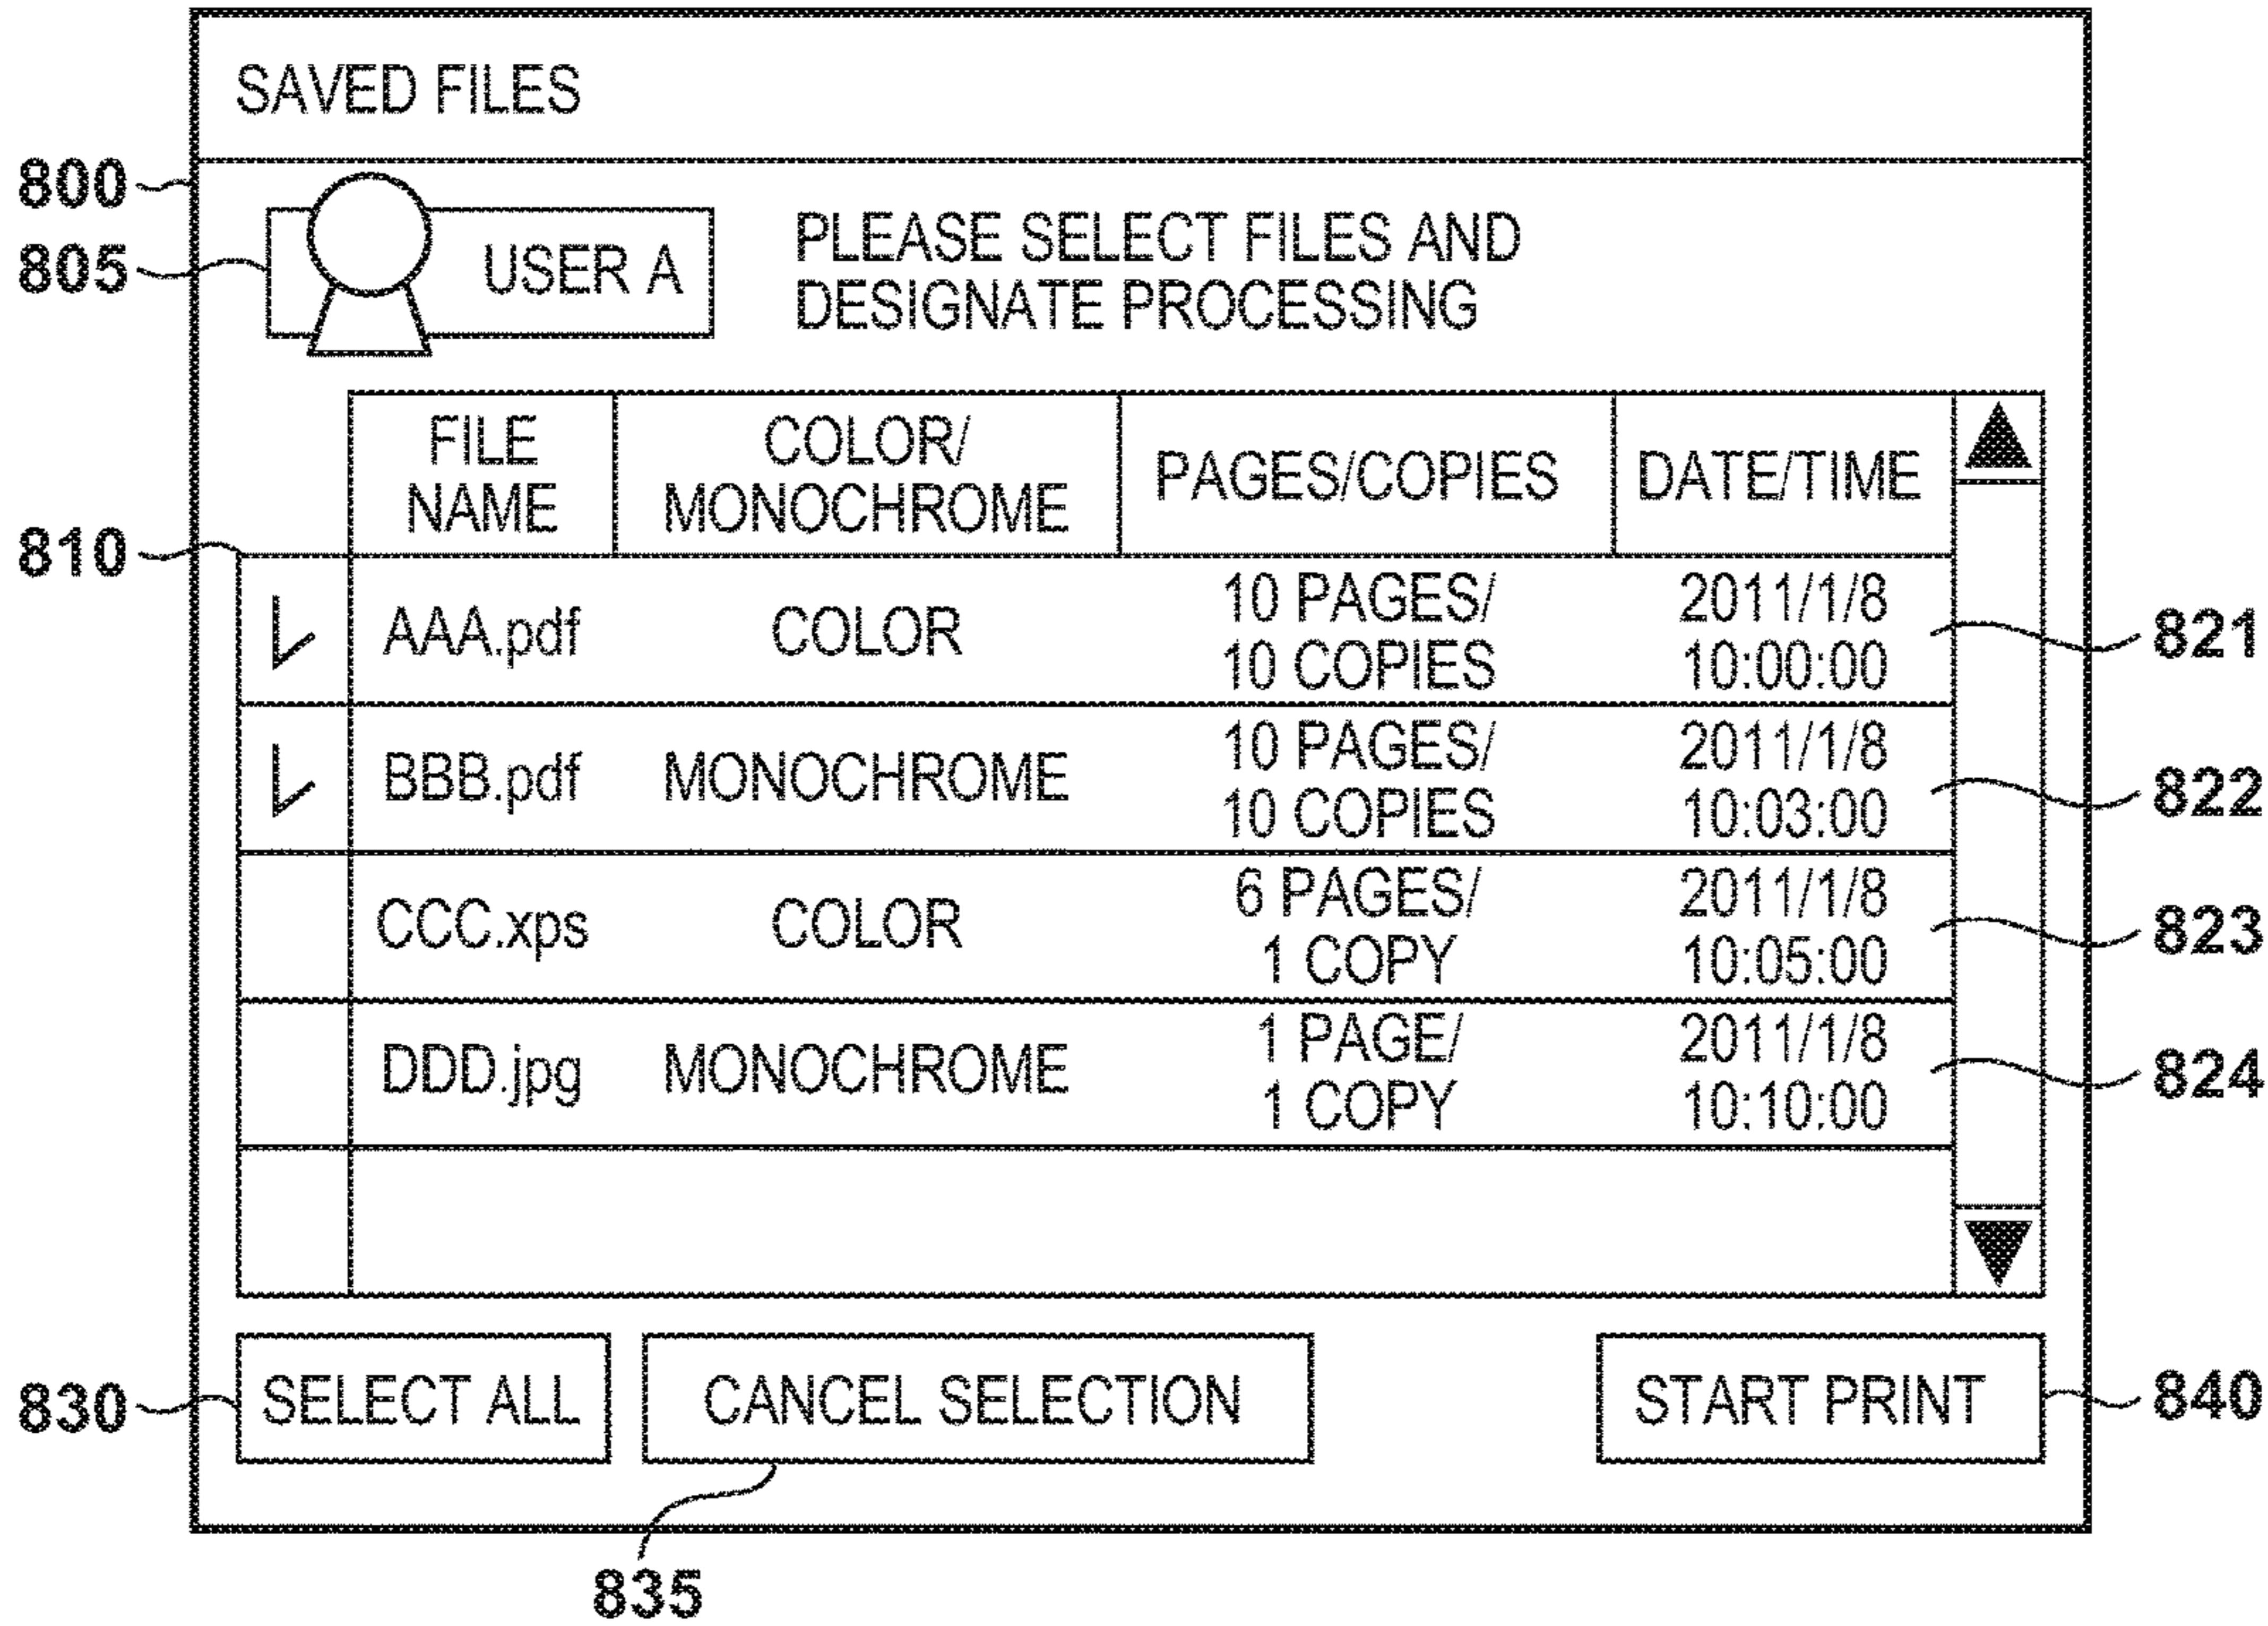 SAVED FILES
800
805
USER A
PLEASE SELECT FILES AND
DESIGNATE PROCESSING
FILE
NAME
COLOR/
MONOCHROME
PAGES/COPIES
DATE/TIME
810
AAA.pdf
COLOR
10 PAGES/
10 COPIES
2011/1/8
10:00:00
821
BBB.pdf
MONOCHROME
10 PAGES/
10 COPIES
2011/1/8
10:03:00
822
CCC.xps
COLOR
6 PAGES/
1 COPY
2011/1/8
10:05:00
823
DDD.jpg
MONOCHROME
1 PAGE/
1 COPY
2011/1/8
10:10:00
824
830
SELECT ALL
CANCEL SELECTION
START PRINT
840
835